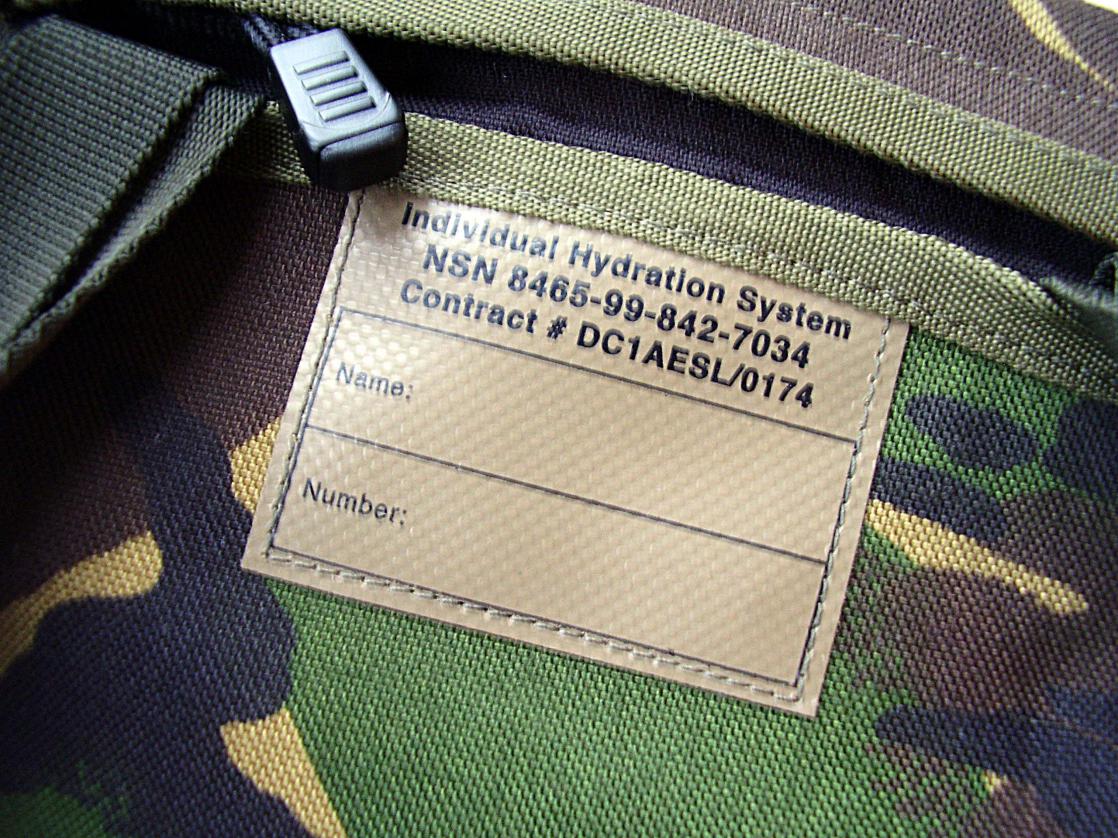 Individual Hydration System
NSN 8465-99-842-7034
Contract # DC1AESL/0174
Name:
Number: